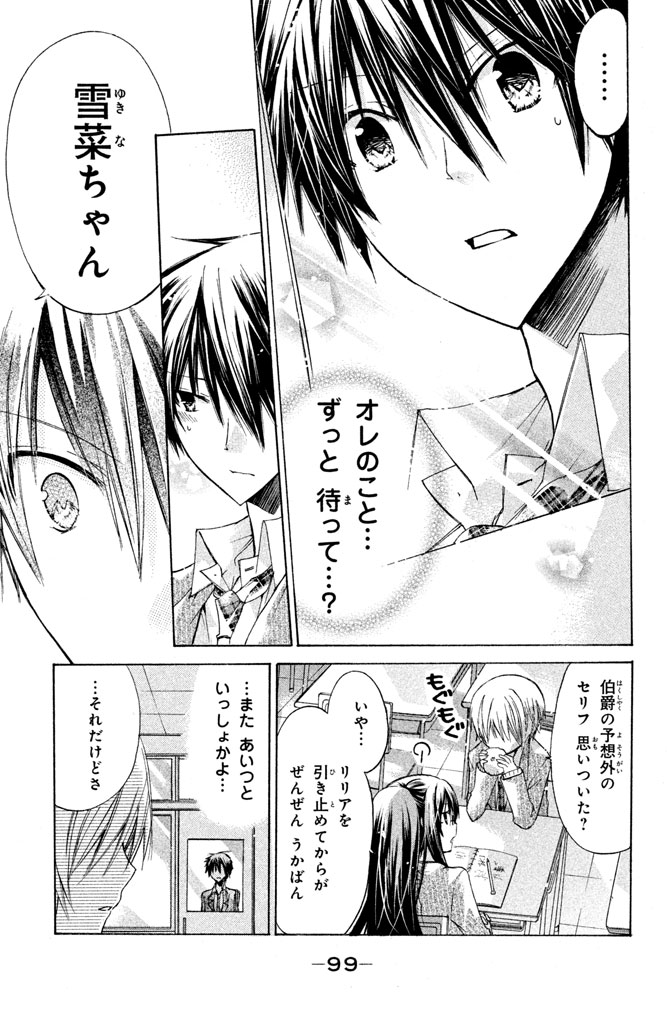 ……
オレのこと…
ずっと 待って…？
雪菜ちゃん
伯爵の予想外の
セリフ 思いついた？
もぐもぐ
いや…
リリアを
引き止めてからが
ぜんぜん うかばん
…また あいつと
いっしょかよ…
…それだけどさ
-99-